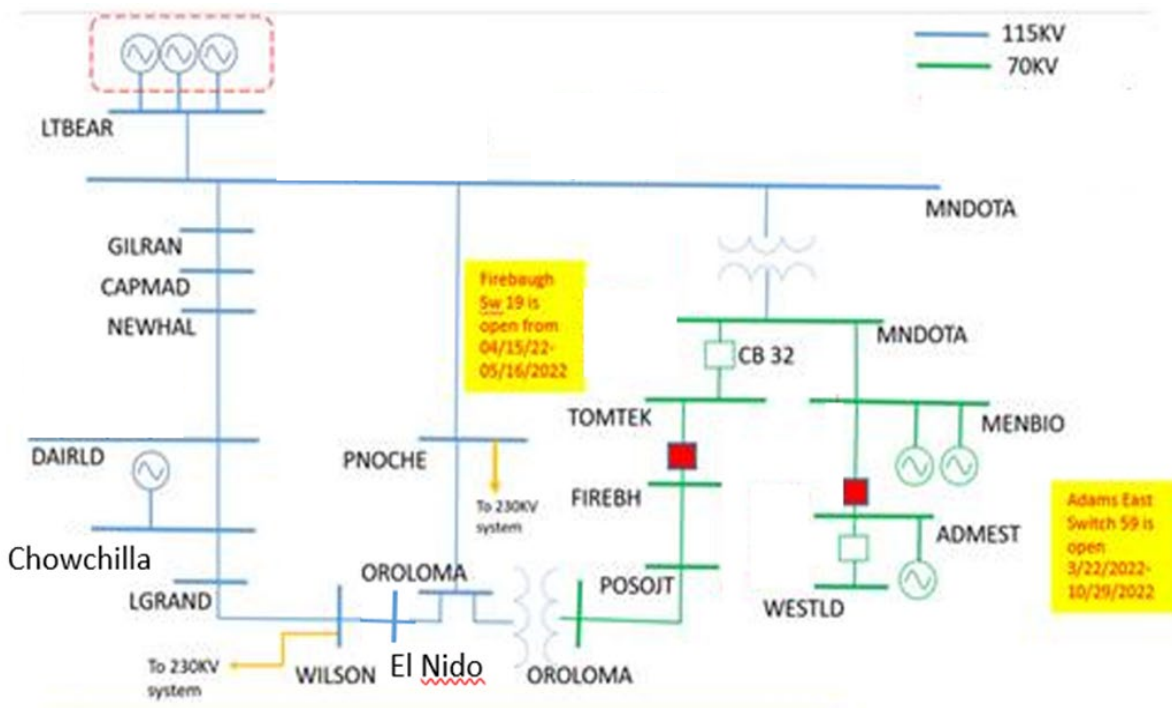 115KV
70KV
LTBEAR
MNDOTA
GILRAN
CAPMAD
NEWHAL
Firebaugh
Sw 19 is
open from
04/15/22-
05/16/2022
MNDOTA
CB 32
TOMTEK
MENBIO
DAIRLD
PNOCHE
To 230KV
system
FIREBH
Adams East
Switch 59 is
open
3/22/2022-
10/29/2022
ADMEST
Chowchilla
OROLOMA
POSOJT
LGRAND
WESTLD
To 230KV
system
WILSON
El Nido
OROLOMA